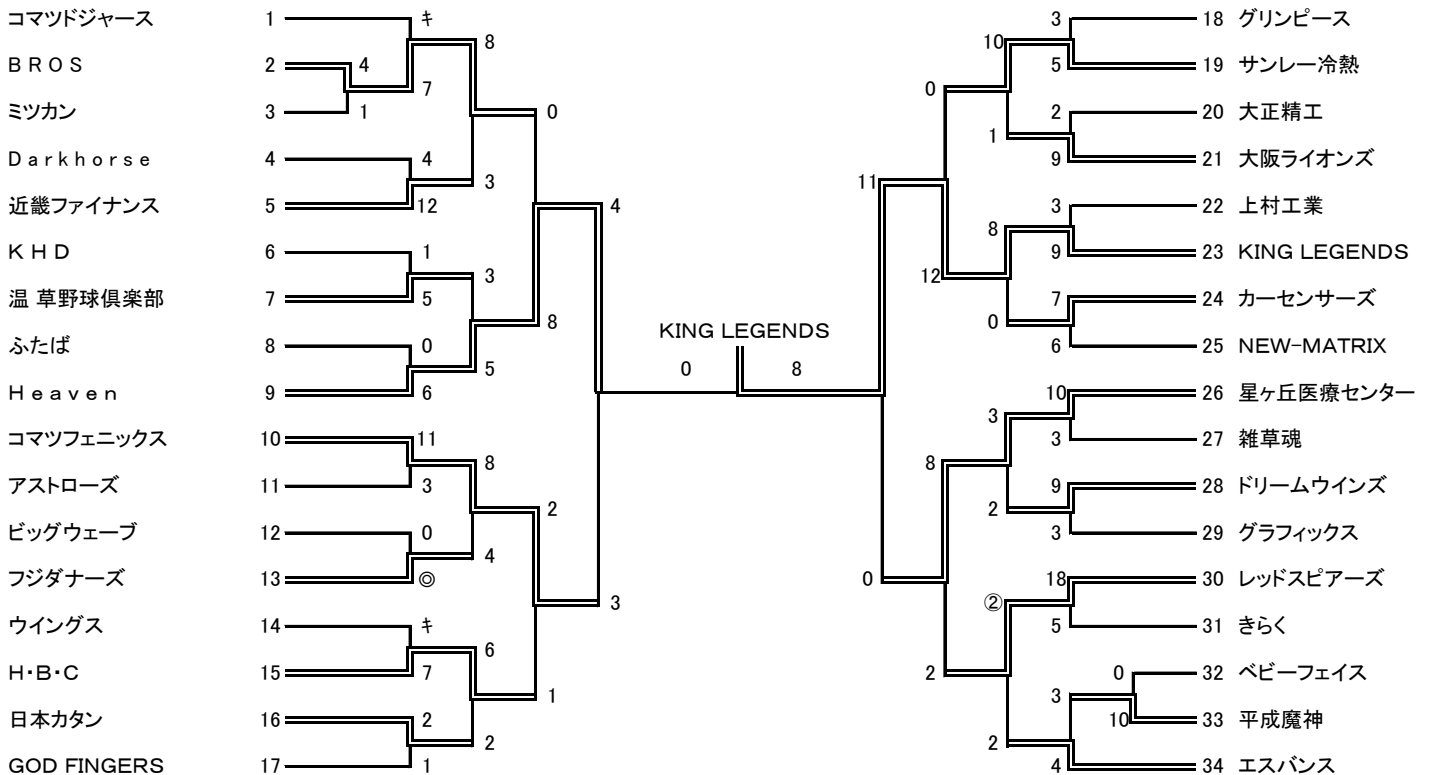 コマツドジャース 1 ｷ 3 18 グリンピース
8 10
BROS 2 4 5 19 サンレー冷熱
7 0
ミツカン 3 1 0 2 20 大正精工
1
Darkhorse 4 4 9 21 大阪ライオンズ
3 11
近畿ファイナンス 5 12 4 3 22 上村工業
8
KHD 6 1 9 23 KING LEGENDS
3 12
温 草野球倶楽部 7 5 7 24 カーセンサーズ
8 0
KING LEGENDS
ふたば 8 0 6 25 NEW-MATRIX
5 0 8
Heaven 9 6 10 26 星ヶ丘医療センター
3
コマツフェニックス 10 11 3 27 雑草魂
8 8
アストローズ 11 3 9 28 ドリームウインズ
2 2
ビッグウェーブ 12 0 3 29 グラフィックス
4
フジダナーズ 13 ◎ 0 18 30 レッドスピアーズ
3 ②
ウイングス 14 ｷ 5 31 きらく
6
H・B・C 15 7 2 0 32 ベビーフェイス
1 3
日本カタン 16 2 10 33 平成魔神
2 2
GOD FINGERS 17 1 4 34 エスバンス